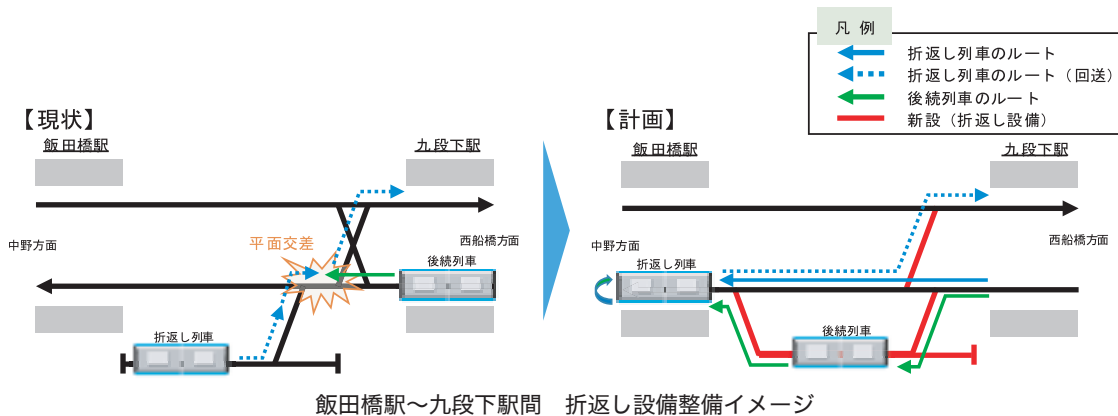 凡例
折返し列車のルート
折返し列車のルート（回送）
後続列車のルート
新設（折返し設備）
【現状】
飯田橋駅
九段下駅
中野方面
平面交差
西船橋方面
後続列車
折返し列車
【計画】
飯田橋駅
九段下駅
中野方面
西船橋方面
折返し列車
後続列車
飯田橋駅～九段下駅間　折返し設備整備イメージ